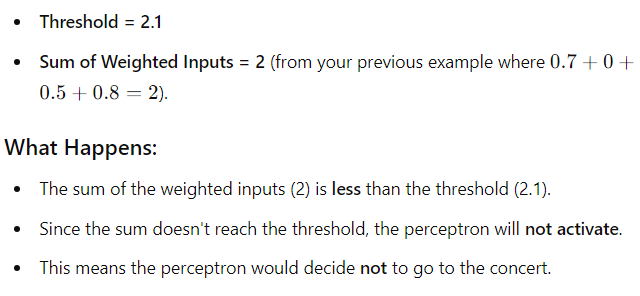 • Threshold = 2.1
• Sum of Weighted Inputs = 2 (from your previous example where 0.7 + 0 +
0.5 + 0.8 = 2).
What Happens:
• The sum of the weighted inputs (2) is less than the threshold (2.1).
• Since the sum doesn't reach the threshold, the perceptron will not activate.
• This means the perceptron would decide not to go to the concert.